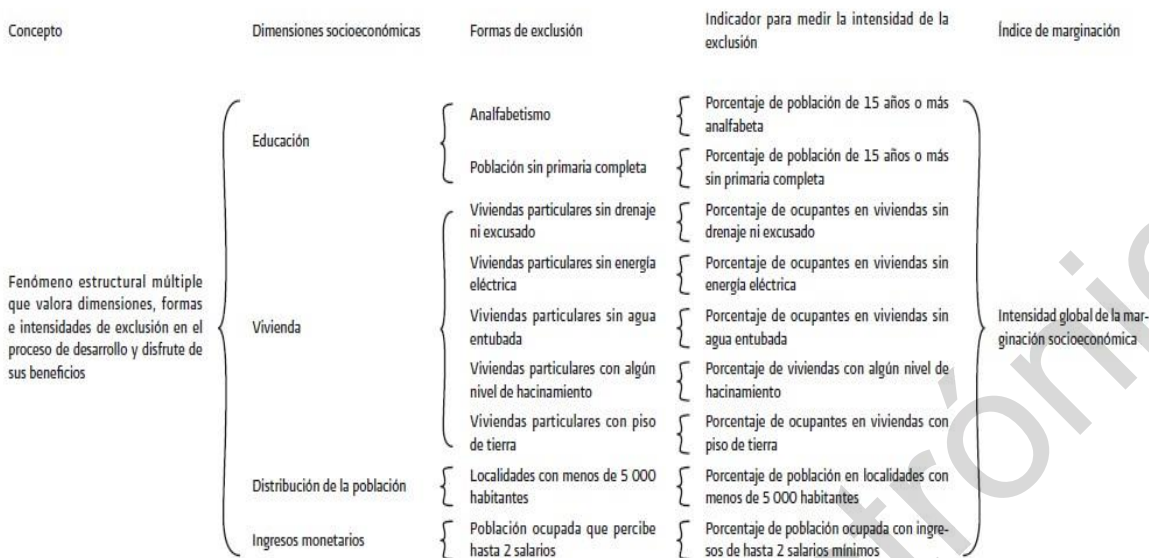 Concepto
Dimensiones socioeconómicas
Formas de exclusión
Indicador para medir la intensidad de la
exclusión
Índice de marginación
Fenómeno estructural múltiple
que valora dimensiones, formas
e intensidades de exclusión en el
proceso de desarrollo y disfrute de
sus beneficios
Educación
Analfabetismo
Porcentaje de población de 15 años o más
analfabeta
Población sin primaria completa
Porcentaje de población de 15 años o más
sin primaria completa
Vivienda
Viviendas particulares sin drenaje
ni excusado
Porcentaje de ocupantes en viviendas sin
drenaje ni excusado
Viviendas particulares sin energía
eléctrica
Porcentaje de ocupantes en viviendas sin
energía eléctrica
Viviendas particulares sin agua
entubada
Porcentaje de ocupantes en viviendas sin
agua entubada
Viviendas particulares con algún
nivel de hacinamiento
Porcentaje de viviendas con algún nivel de
hacinamiento
Viviendas particulares con piso
de tierra
Porcentaje de ocupantes en viviendas con
piso de tierra
Distribución de la población
Localidades con menos de 5 000
habitantes
Porcentaje de población en localidades con
menos de 5 000 habitantes
Ingresos monetarios
Población ocupada que percibe
hasta 2 salarios
Porcentaje de población ocupada con ingre-
sos de hasta 2 salarios mínimos
Intensidad global de la mar-
ginación socioeconómica